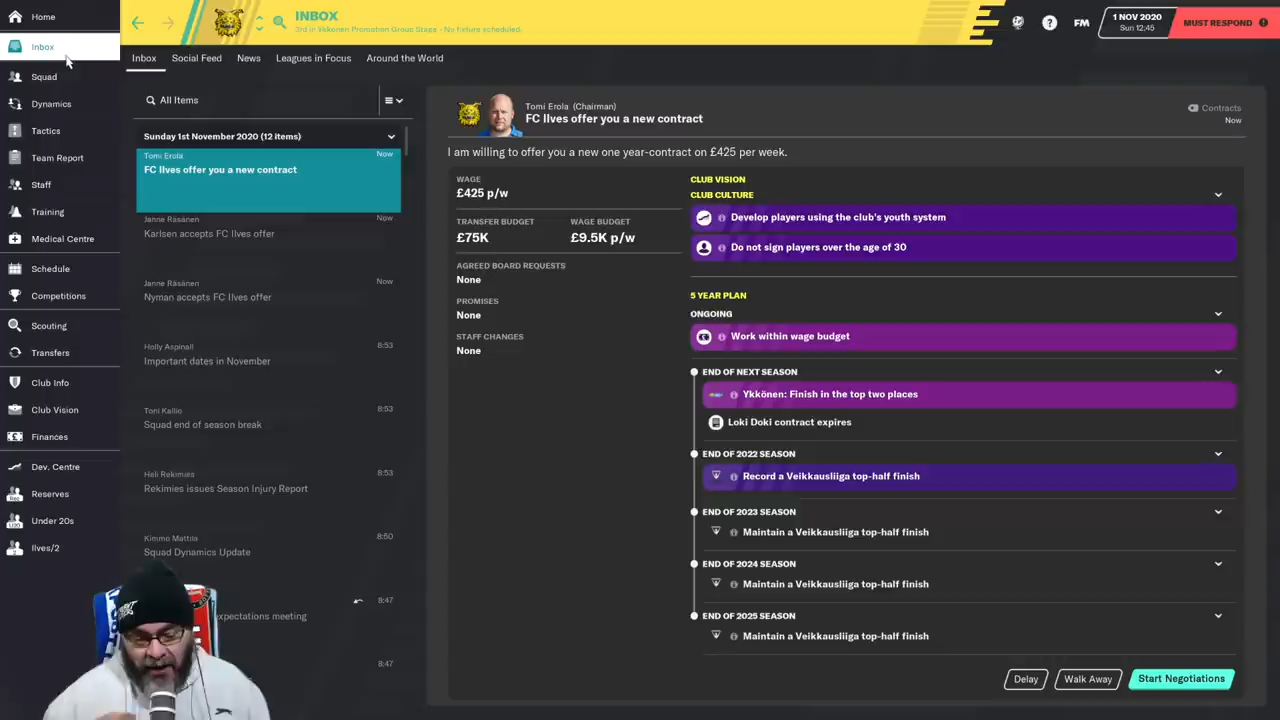 Home
Inbox
Squad
Dynamics
Tactics
Team Report
Staff
Training
Medical Centre
Schedule
Competitions
Scouting
Transfers
Club Info
Club Vision
Finances
Dev. Centre
Reserves
Under 20s
Ilves/2
INBOX
3rd in Ykkönen Promotion Group Stage - No fixture scheduled.
FM
1 NOV 2020
Sun 12:45
MUST RESPOND
Inbox
Social Feed
News
Leagues in Focus
Around the World
All Items
Sunday 1st November 2020 (12 items)
Tomi Erola
Now
FC Ilves offer you a new contract
Janne Räsänen
Now
Karlsen accepts FC Ilves offer
Janne Räsänen
Now
Nyman accepts FC Ilves offer
Holly Aspinall
8:53
Important dates in November
Toni Kallio
8:53
Squad end of season break
Heli Rekimies
8:53
Rekimies issues Season Injury Report
Kimmo Mattila
8:50
Squad Dynamics Update
8:47
expectations meeting
8:47
Tomi Erola (Chairman)
FC Ilves offer you a new contract
Contracts
Now
I am willing to offer you a new one year-contract on £425 per week.
WAGE
£425 p/w
TRANSFER BUDGET
£75K
WAGE BUDGET
£9.5K p/w
AGREED BOARD REQUESTS
None
PROMISES
None
STAFF CHANGES
None
CLUB VISION
CLUB CULTURE
Develop players using the club's youth system
Do not sign players over the age of 30
5 YEAR PLAN
ONGOING
Work within wage budget
END OF NEXT SEASON
Ykkönen: Finish in the top two places
Loki Doki contract expires
END OF 2022 SEASON
Record a Veikkausliiga top-half finish
END OF 2023 SEASON
Maintain a Veikkausliiga top-half finish
END OF 2024 SEASON
Maintain a Veikkausliiga top-half finish
END OF 2025 SEASON
Maintain a Veikkausliiga top-half finish
Delay
Walk Away
Start Negotiations